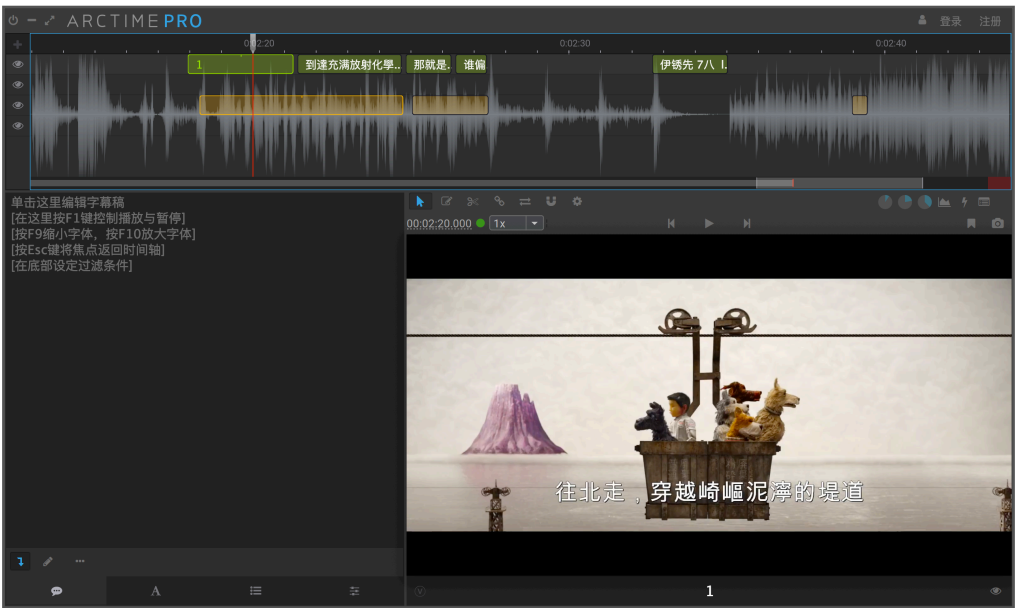 ARCTIME PRO
登录 注册
0:02:20 0:02:30 0:02:40
1 到達充满放射化學.. 那就是. 谁偏 伊锈先 7八 I.
单击这里编辑字幕稿
[在这里按F1键控制播放与暂停]
[按F9缩小字体，按F10放大字体]
[按Esc键将焦点返回时间轴]
[在底部设定过滤条件]
00:02:20.000 1x
往北走，穿越崎嶇泥濘的堤道
A
1